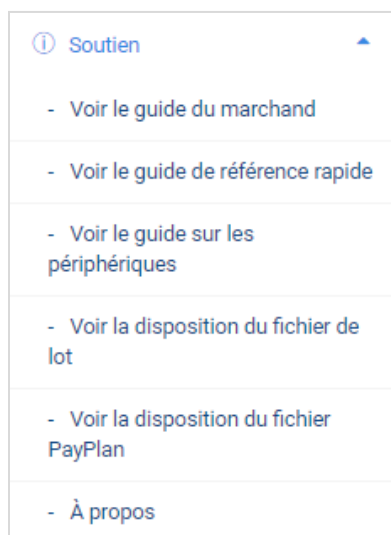 Soutien
- Voir le guide du marchand
- Voir le guide de référence rapide
- Voir le guide sur les
périphériques
- Voir la disposition du fichier de
lot
- Voir la disposition du fichier
PayPlan
- À propos